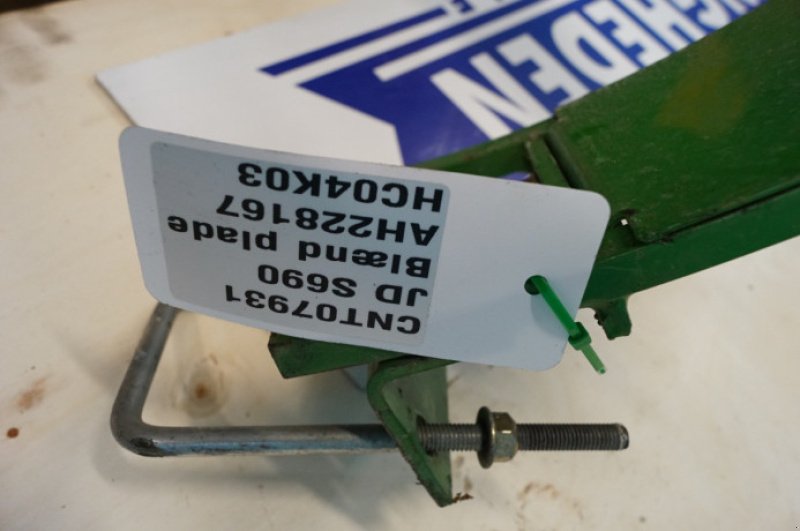 CNT07931
JD S690
Blænd plade
AH228167
HC04K03